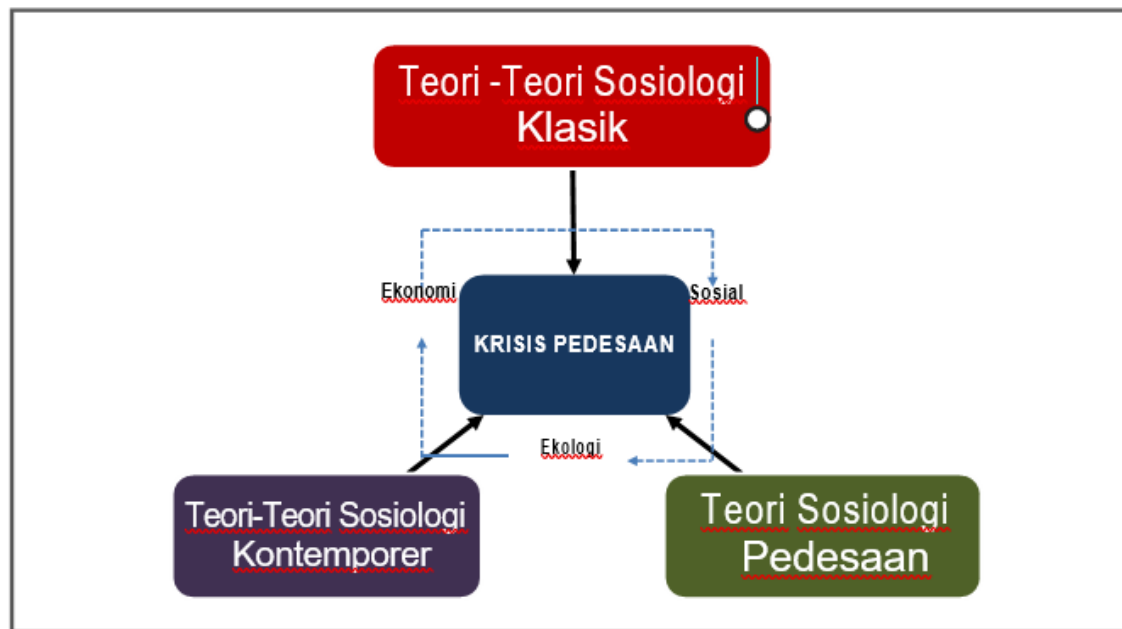 Teori -Teori Sosiologi
Klasik
Ekonomi
Sosial
KRISIS PEDESAAN
Ekologi
Teori-Teori Sosiologi
Kontemporer
Teori Sosiologi
Pedesaan